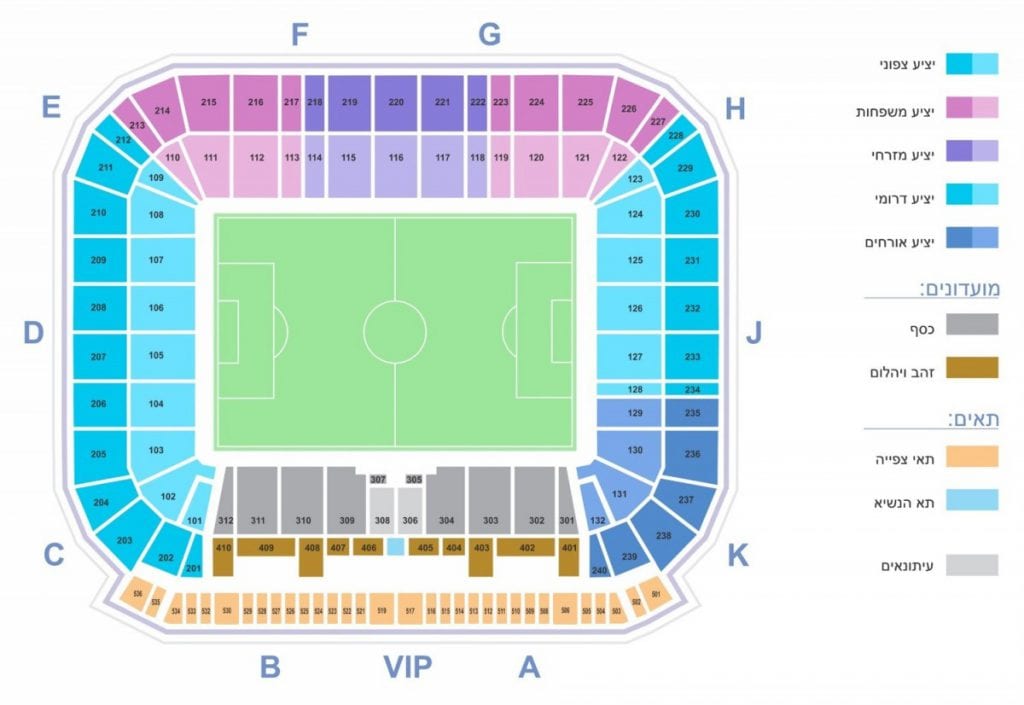 F G
E H
D J
C K
B VIP A
213 214 215 216 217 218 219 220 221 222 223 224 225 226 227
212 110 111 112 113 114 115 116 117 118 119 120 121 122 228
211 109 123 229
210 108 124 230
209 107 125 231
208 106 126 232
207 105 127 233
128 234
206 104 129 235
205 103 130 236
204 102 131 237
203 101 132 238
202 239
201 240
307 305
312 311 310 309 308 306 304 303 302 301
410 409 408 407 406 405 404 403 402 401
536 535 534 533 532 530 529 528 527 526 525 524 523 522 521 519 517 516 515 514 513 512 511 510 509 508 506 505 504 503 502 501
יציע צפוני
יציע משפחות
יציע מזרחי
יציע דרומי
יציע אורחים
מועדונים:
כסף
זהב ויהלום
תאים:
תאי צפייה
תא הנשיא
עיתונאים